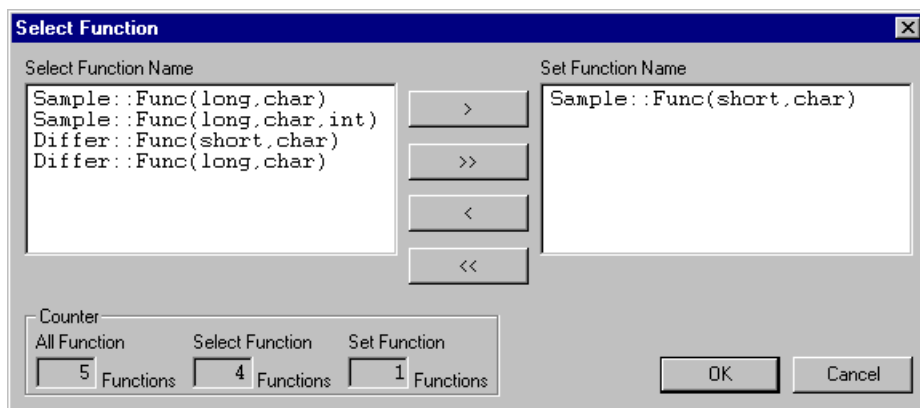 Select Function
Select Function Name
Set Function Name
Sample::Func(long,char)
Sample::Func(long,char,int)
Differ::Func(short,char)
Differ::Func(long,char)
>
>>
<
<<
Sample::Func(short,char)
Counter
All Function
Select Function
Set Function
5 Functions
4 Functions
1 Functions
OK
Cancel